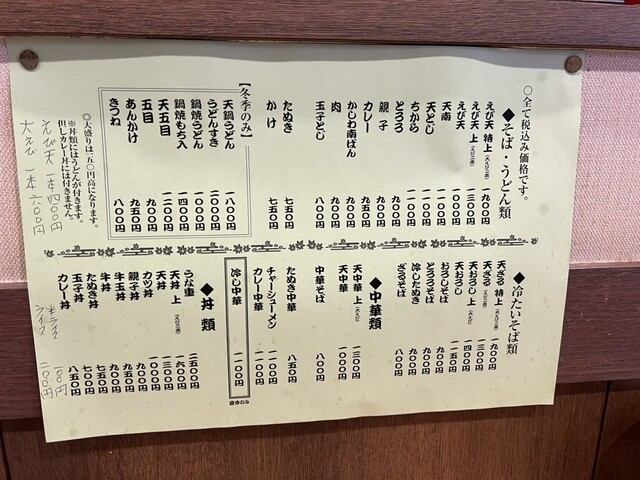 ○全て税込み価格です。
◆そば・うどん類
えび天 特上 一九〇〇円
えび天 上 一三〇〇円
えび天 一〇〇〇円
天南 一一〇〇円
天とじ 一一〇〇円
ちから 九〇〇円
とろろ 九〇〇円
親子 九〇〇円
カレー 九五〇円
かしわ南ばん 九〇〇円
肉 九〇〇円
玉子とじ 八〇〇円
たぬき 七五〇円
かけ 七五〇円
【冬季のみ】
天鍋うどん 一八〇〇円
うどんすき 二〇〇〇円
鍋焼うどん 一〇〇〇円
鍋焼もち入 一四〇〇円
天五目
五目 九〇〇円
あんかけ 九五〇円
きつね 八〇〇円
◎大盛りは一五〇円高になります。
※丼類にはうどんが付きます。
但しカレー丼には付きません。
えび天 一本 四〇〇円
大えび 一本 六〇〇円
◆冷たいそば類
天ざる 特上 一九〇〇円
天ざる 上 一三〇〇円
天ざる 一〇〇〇円
天おろし 上 一四〇〇円
天おろし 一一五〇円
おろしそば 九〇〇円
とろろそば 九〇〇円
冷したぬき 九〇〇円
ざるそば 八〇〇円
◆中華類
天中華 上 一三〇〇円
天中華 一〇〇〇円
中華そば 八〇〇円
たぬき中華 八五〇円
チャーシューメン 一一〇〇円
カレー中華 一〇〇〇円
冷し中華 一一〇〇円
夏季のみ
◆丼類
うな重 二五〇〇円
天丼 上 一六〇〇円
天丼 一三〇〇円
カツ丼 一〇〇〇円
親子丼 九〇〇円
牛玉丼 九五〇円
牛丼 九〇〇円
たぬき丼 七五〇円
玉子丼 七〇〇円
カレー丼 八五〇円
半ライス 一〇〇円
ライス 二〇〇円